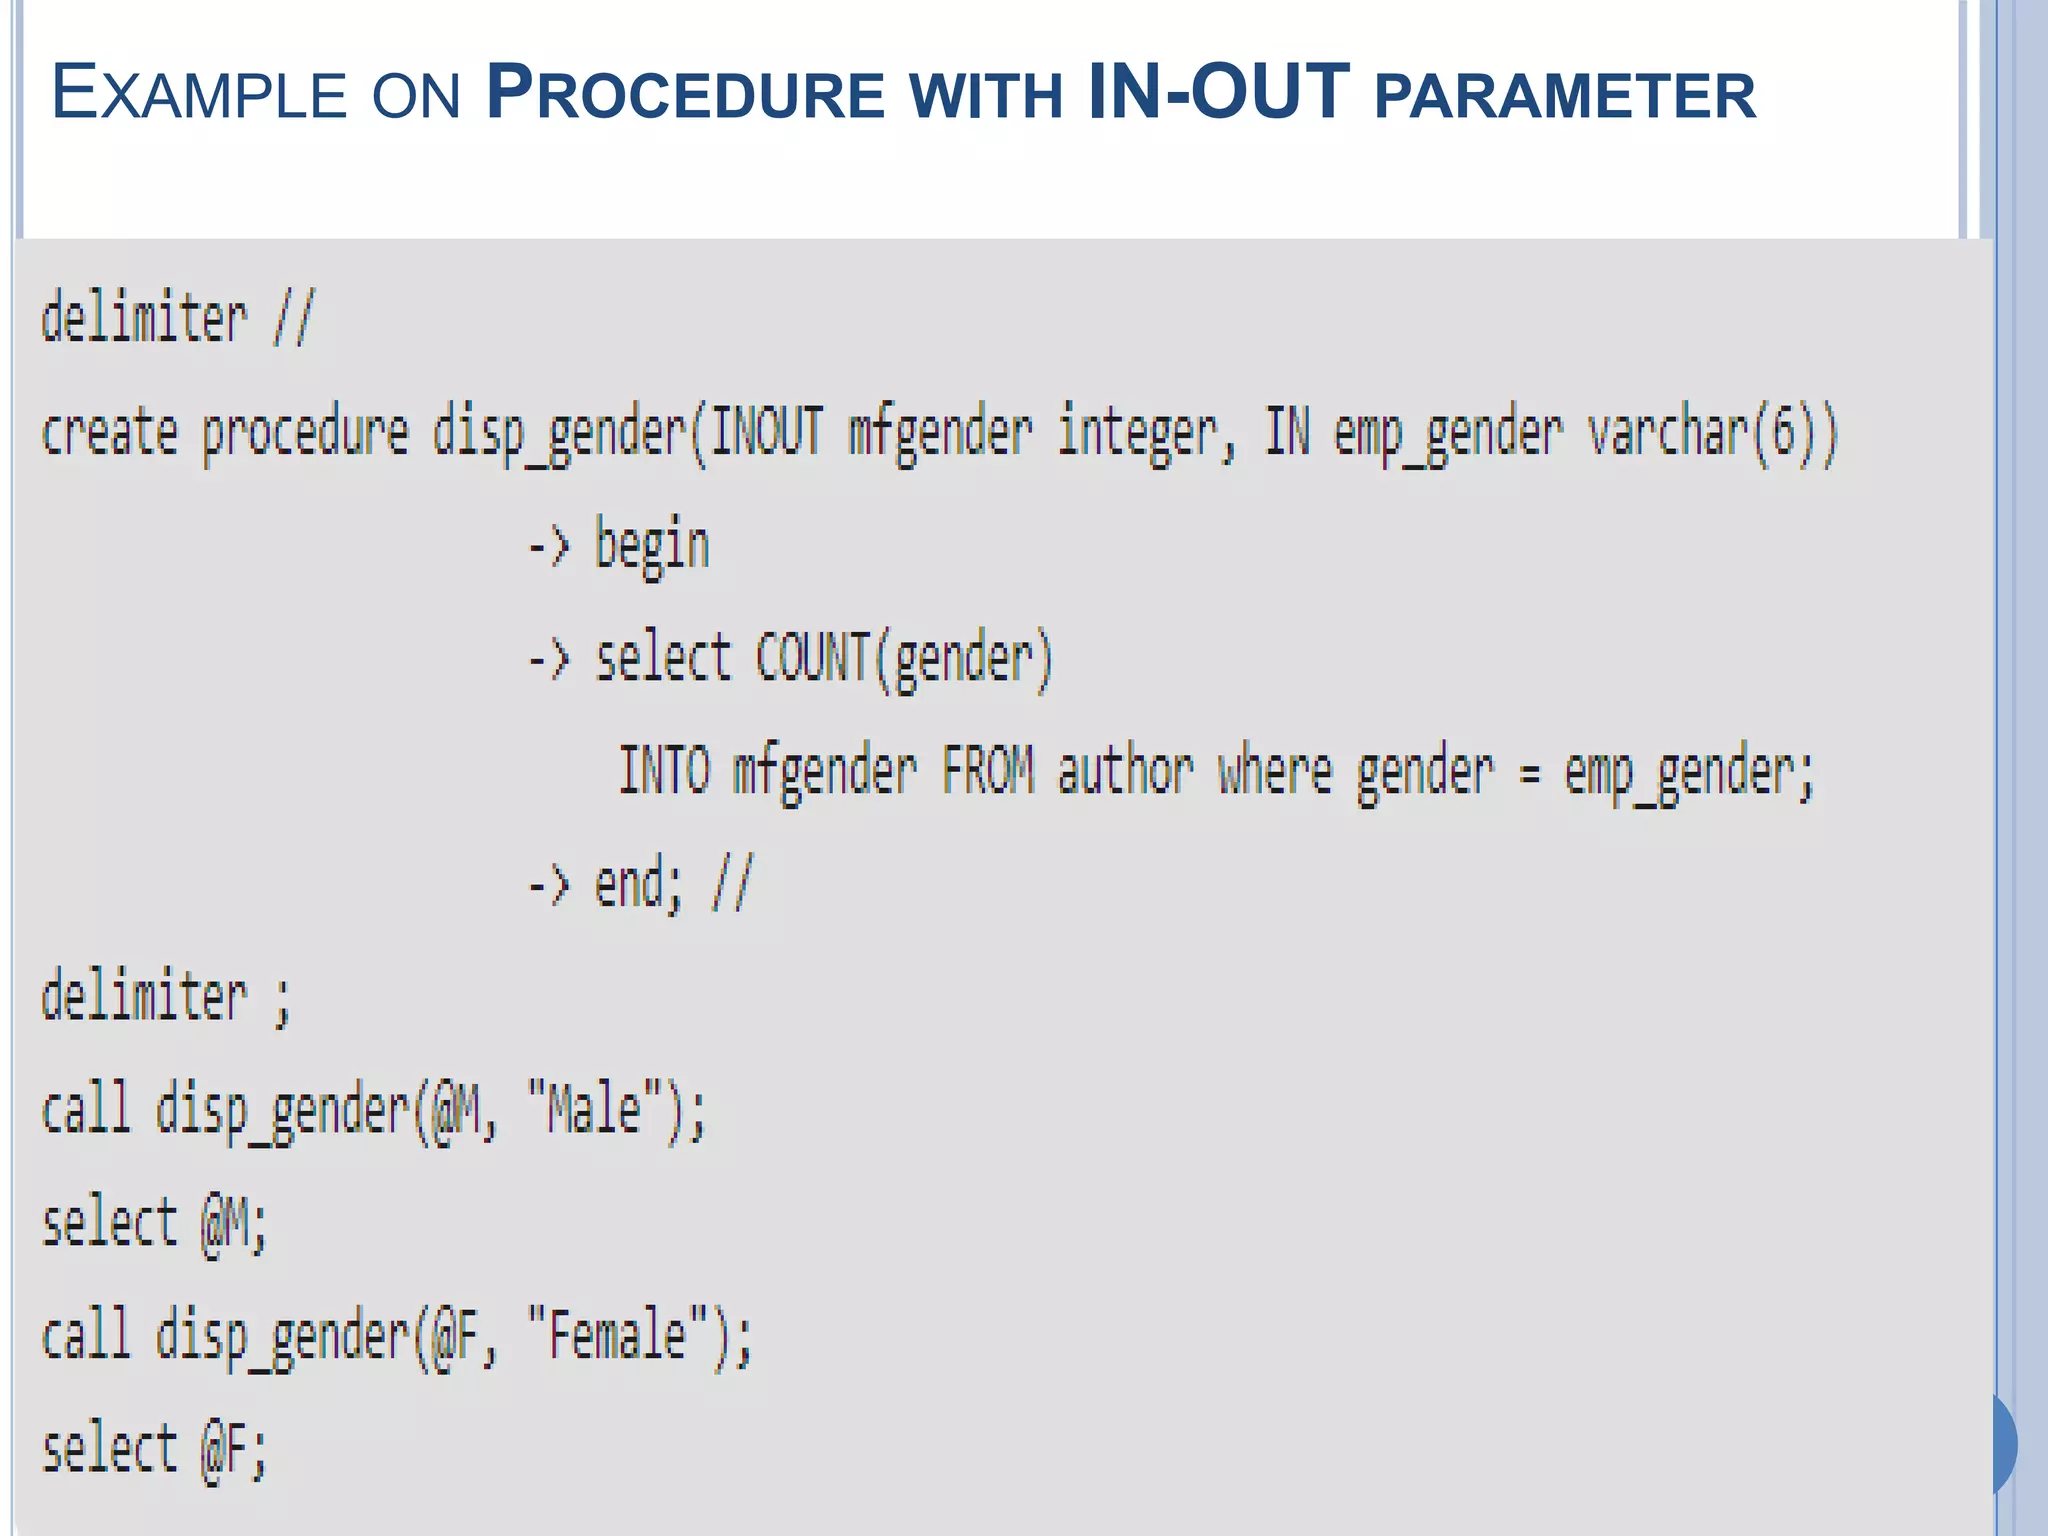 EXAMPLE ON PROCEDURE WITH IN-OUT PARAMETER
delimiter //
create procedure disp_gender(INOUT mfgender integer, IN emp_gender varchar(6))
-> begin
-> select COUNT(gender)
INTO mfgender FROM author where gender = emp_gender;
-> end; //
delimiter ;
call disp_gender(@M, "Male");
select @M;
call disp_gender(@F, "Female");
select @F;